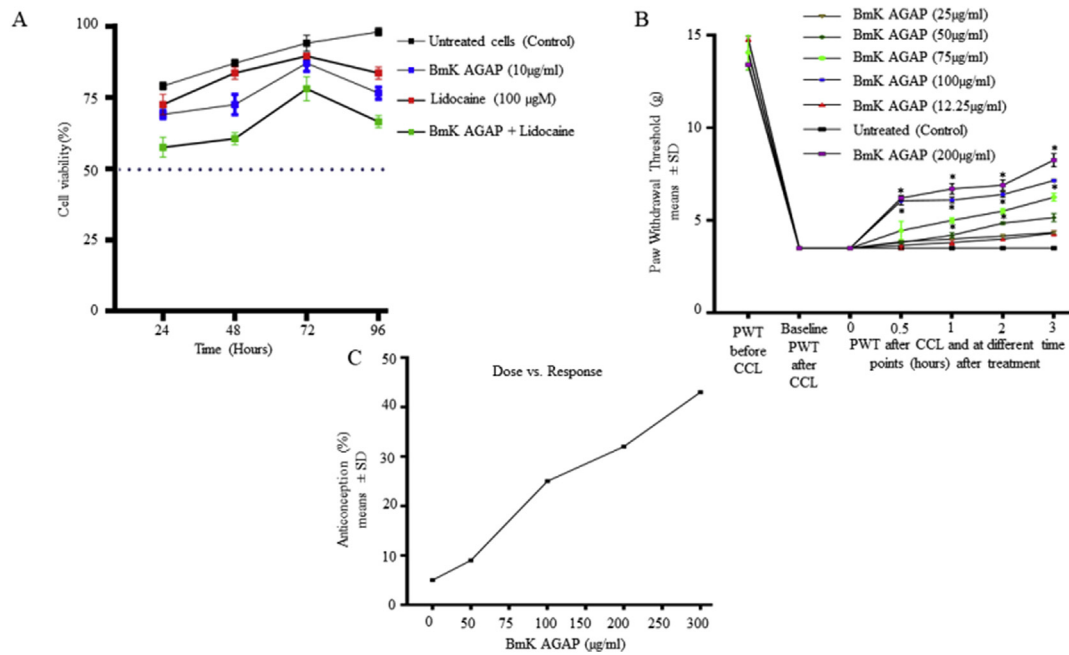 A
100
75
50
25
0
Cell viability(%)
24 48 72 96
Time (Hours)
Untreated cells (Control)
BmK AGAP (10μg/ml)
Lidocaine (100 μgM)
BmK AGAP + Lidocaine
B
BmK AGAP (25μg/ml)
BmK AGAP (50μg/ml)
BmK AGAP (75μg/ml)
BmK AGAP (100μg/ml)
BmK AGAP (12.25μg/ml)
Untreated (Control)
BmK AGAP (200μg/ml)
15
10
5
0
Paw Withdrawal Threshold (g)
means ± SD
* * * *
* * * *
* *
PWT
before
CCL
Baseline
PWT
after
CCL
0 0.5 1 2 3
PWT after CCL and at different time
points (hours) after treatment
C
Dose vs. Response
50
40
30
20
10
0
Anticonception (%)
means ± SD
0 50 75 100 150 200 250 300
BmK AGAP (μg/ml)